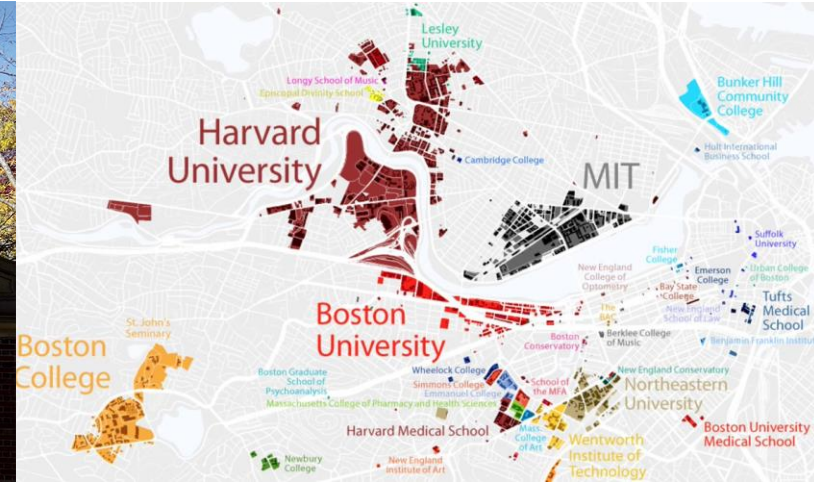 Lesley
University
Longy School of Music
Episcopal Divinity School
Bunker Hill
Community
College
Harvard
University
Hult International
Business School
Cambridge College
MIT
Suffolk
University
Fisher
College
New England
College of
Optometry
Emerson
College
Urban College
of Boston
Bay State
College
Tufts
Medical
School
The
BAC
New England
School of Law
Boston
University
St. John's
Seminary
Boston
College
Berklee College
of Music
Boston
Conservatory
Benjamin Franklin Institut
Wheelock College
Boston Graduate
School of
Psychoanalysis
Simmons College
Emmanuel College
School of
the MFA
New England Conservatory
Northeastern
University
Massachusetts College of Pharmacy and Health Sciences
Harvard Medical School
Mass.
College
of Art
Boston University
Medical School
Wentworth
Institute of
Technology
Newbury
College
New England
Institute of Art